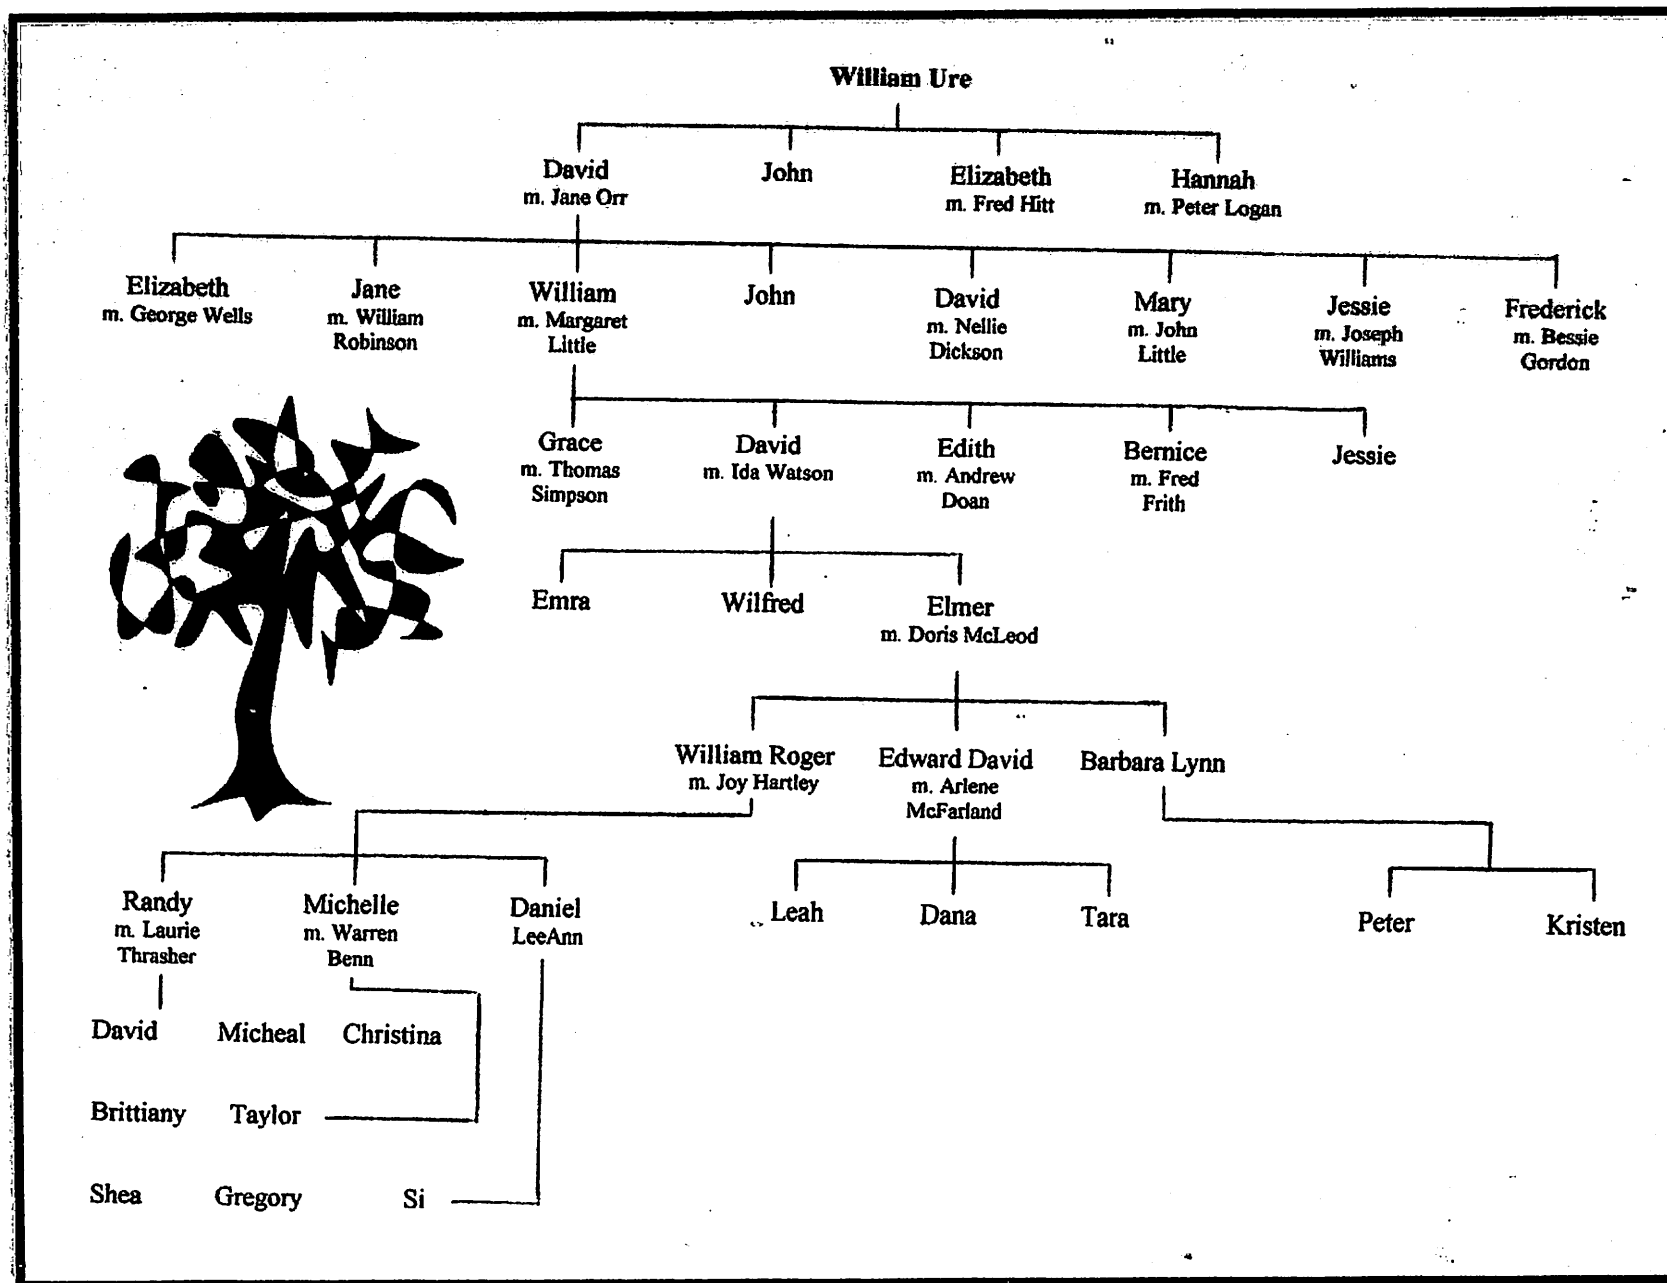 William Ure
David John Elizabeth Hannah
m. Jane Orr m. Fred Hitt m. Peter Logan
Elizabeth Jane William John David Mary Jessie Frederick
m. George Wells m. William m. Margaret m. Nellie m. John m. Joseph m. Bessie
Robinson Little Dickson Little Williams Gordon
Grace David Edith Bernice Jessie
m. Thomas m. Ida Watson m. Andrew m. Fred
Simpson Doan Frith
Emra Wilfred Elmer
m. Doris McLeod
William Roger Edward David Barbara Lynn
m. Joy Hartley m. Arlene
McFarland
Randy Michelle Daniel Leah Dana Tara Peter Kristen
m. Laurie m. Warren LeeAnn
Thrasher Benn
David Micheal Christina
Brittiany Taylor
Shea Gregory Si